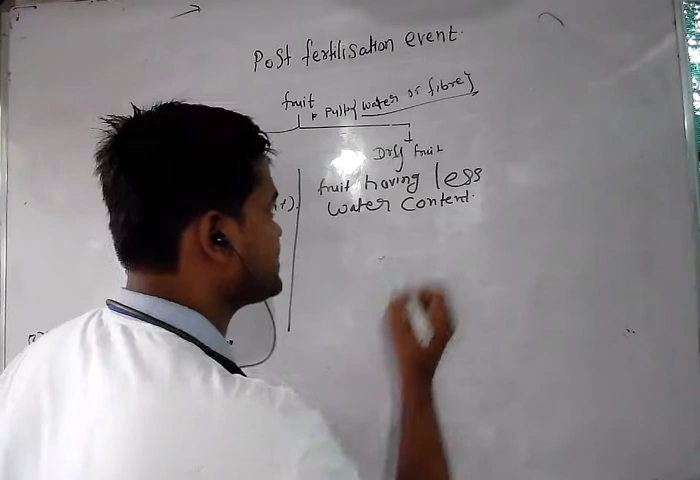 Post fertilisation event.
fruit
Pulp{water or fibre}
Dry fruit
t).
fruit having less
water content.